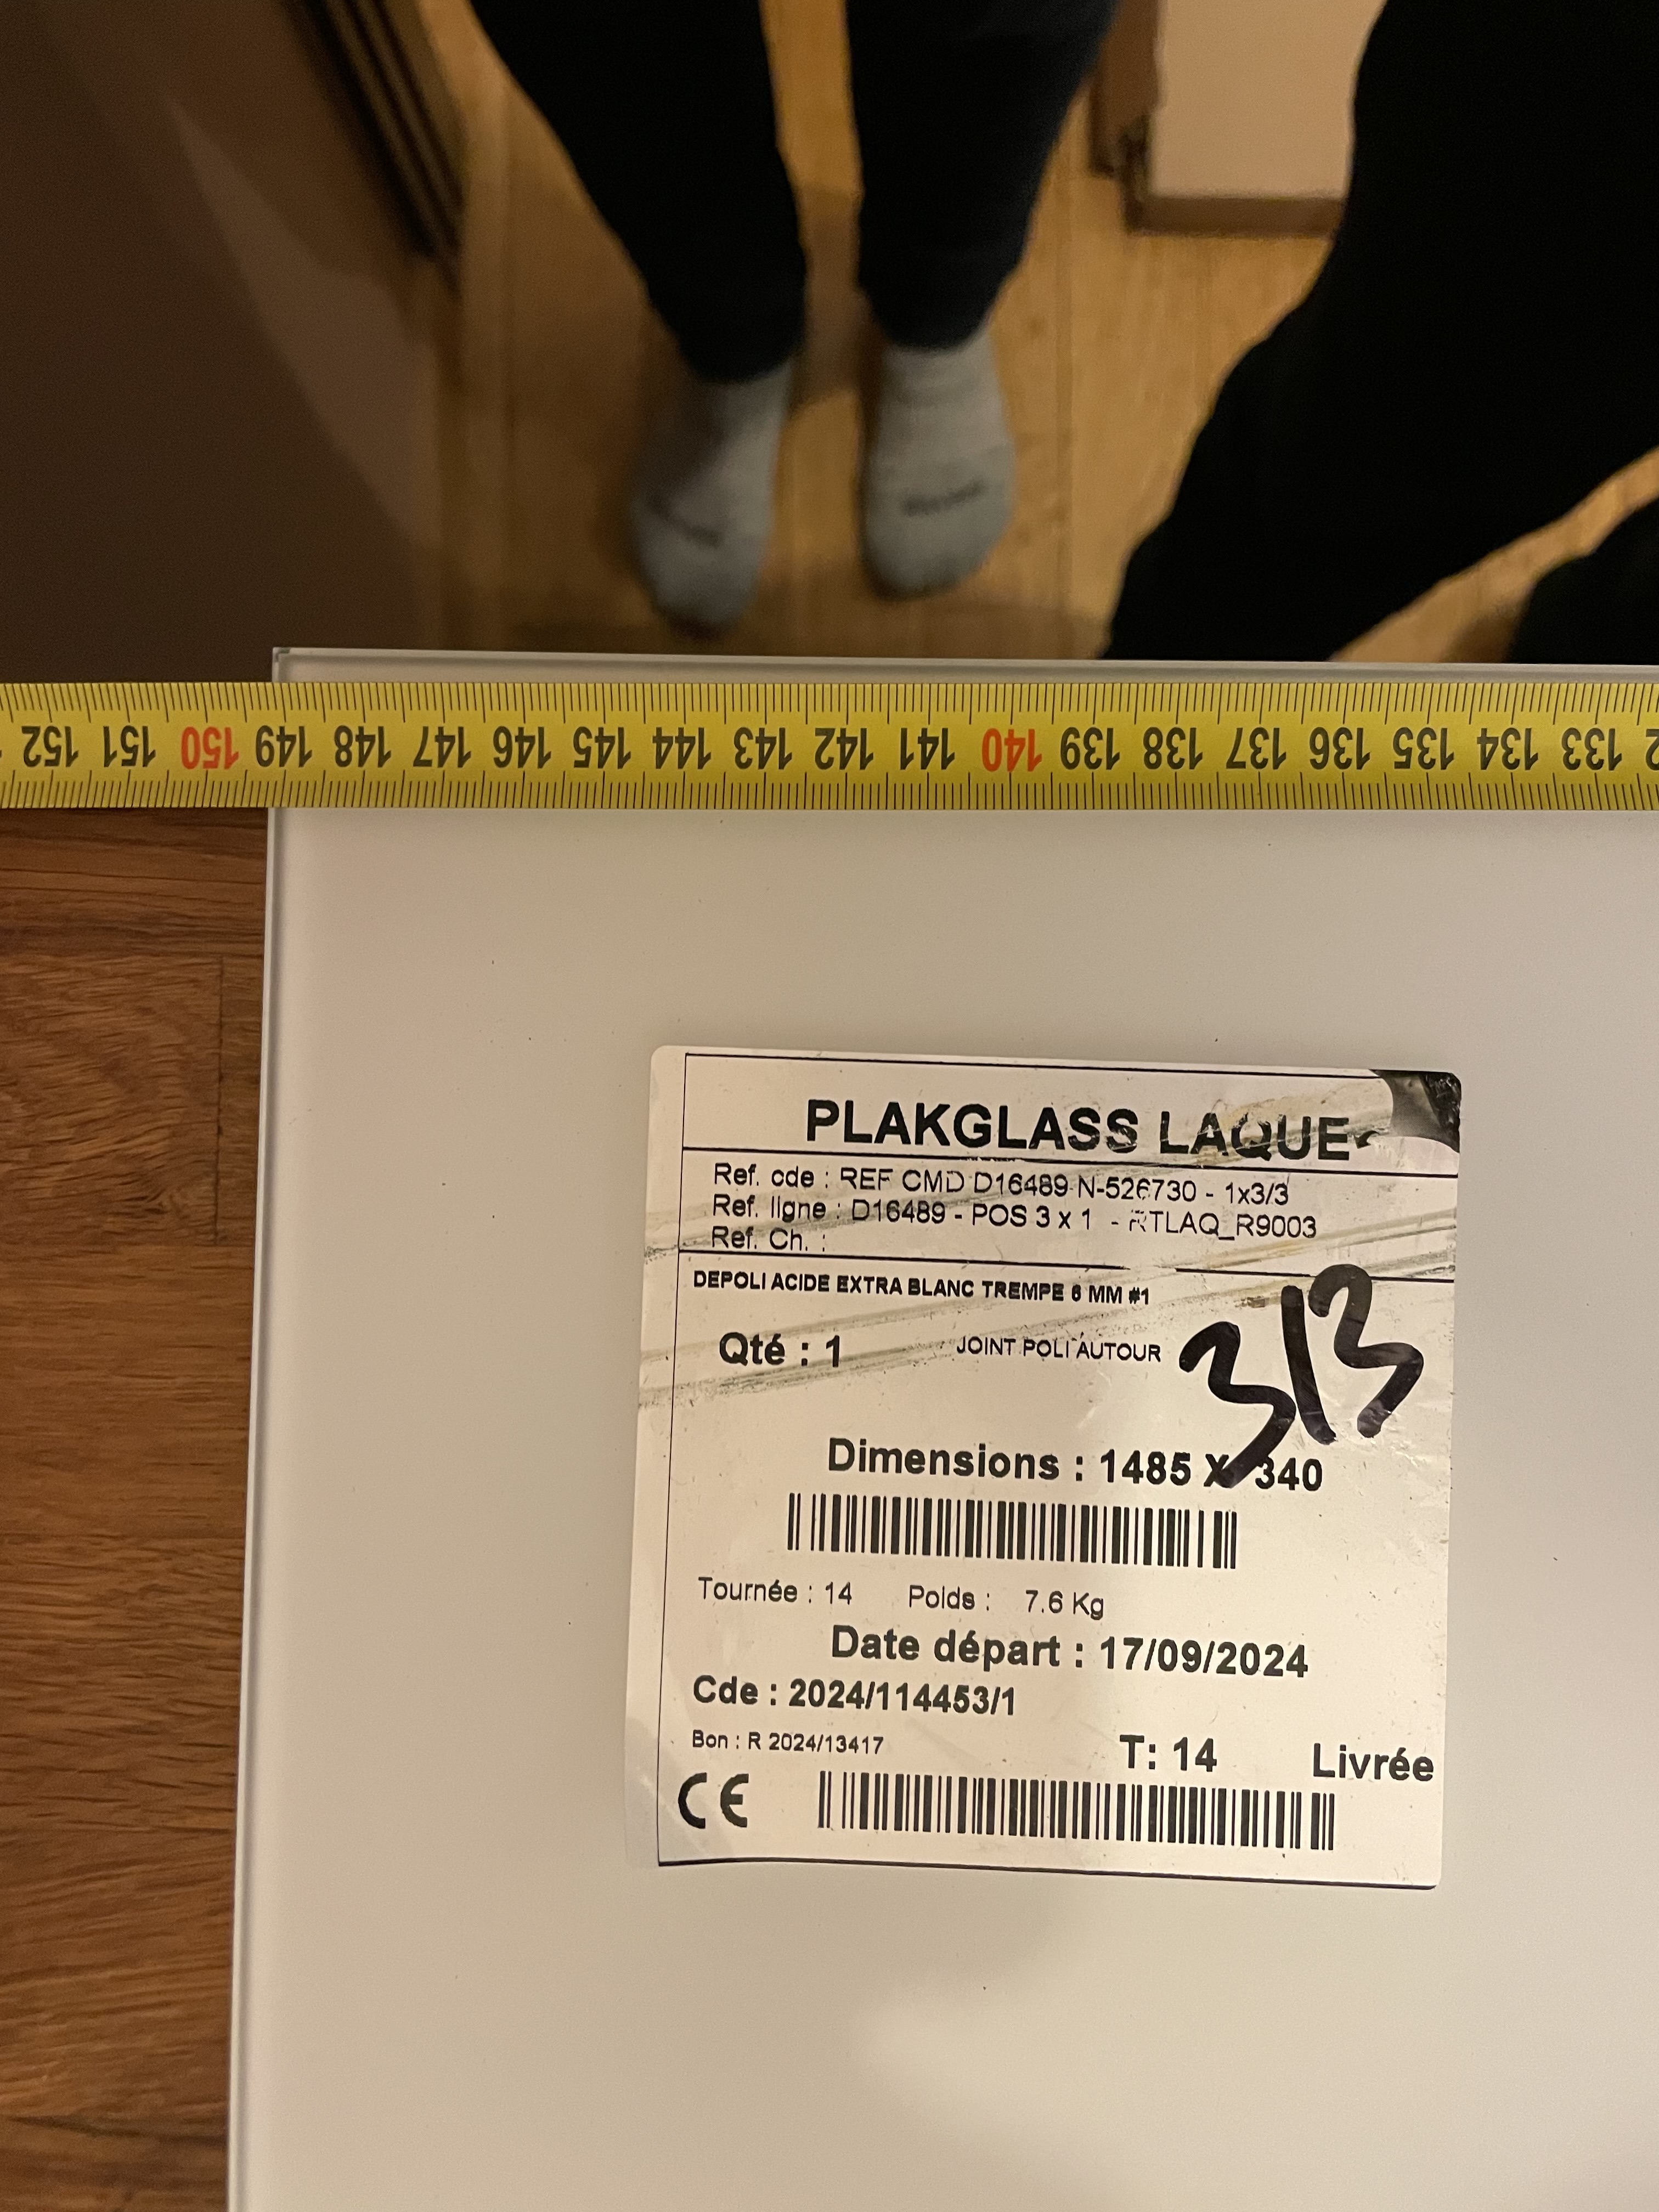 152 151 150 149 148 147 146 145 144 143 142 141 140 139 138 137 136 135 134 133
PLAKGLASS LAQUE
Ref. cde : REF CMD D16489 N-526730 - 1x3/3
Ref. ligne : D16489 - POS 3 x 1 - RTLAQ_R9003
Ref. Ch. :
DEPOLI ACIDE EXTRA BLANC TREMPE 6 MM #1
Qté : 1 JOINT POLI AUTOUR
3/3
Dimensions : 1485 X 340
Tournée : 14 Poids : 7.6 Kg
Date départ : 17/09/2024
Cde : 2024/114453/1
Bon : R 2024/13417
T: 14 Livrée
CE